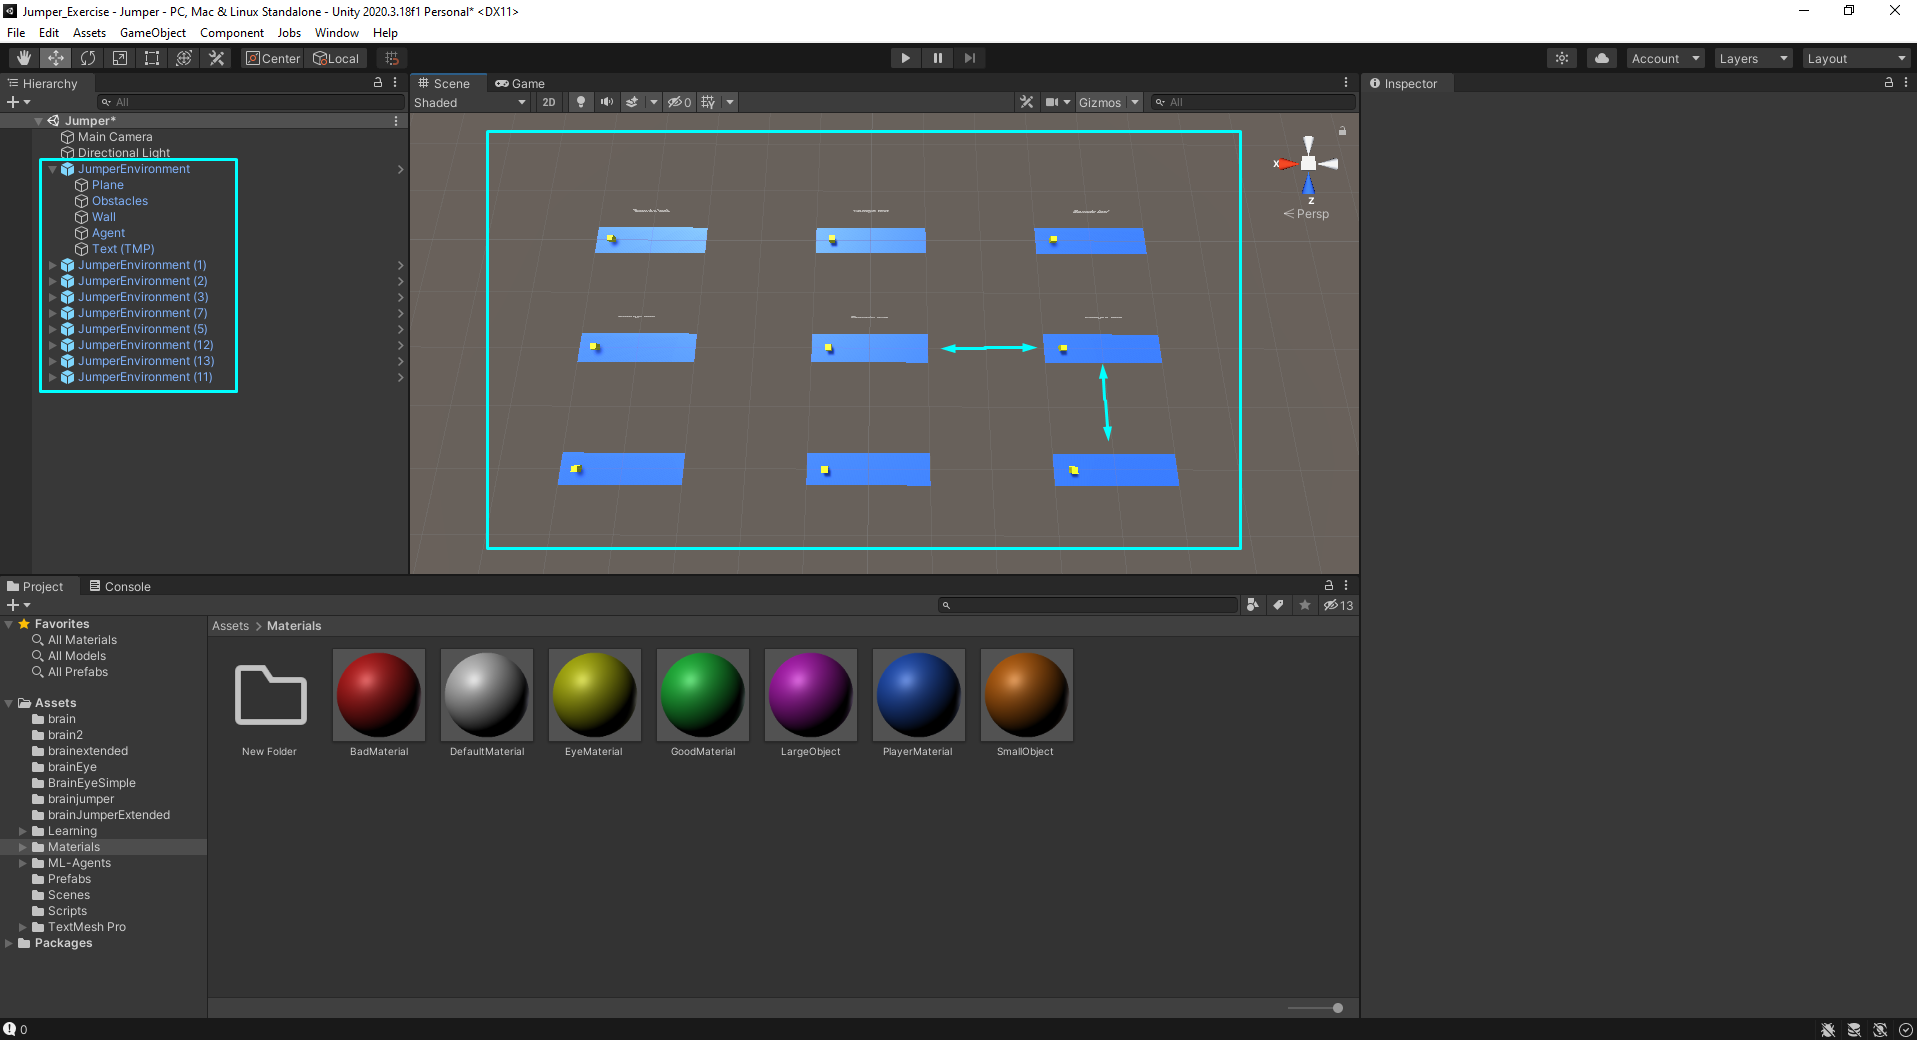 Jumper_Exercise - Jumper - PC, Mac & Linux Standalone - Unity 2020.3.18f1 Personal* <DX11>
File Edit Assets GameObject Component Jobs Window Help
Center Local Account Layers Layout
Hierarchy
All
Jumper*
Main Camera
Directional Light
JumperEnvironment
Plane
Obstacles
Wall
Agent
Text (TMP)
JumperEnvironment (1)
JumperEnvironment (2)
JumperEnvironment (3)
JumperEnvironment (7)
JumperEnvironment (5)
JumperEnvironment (12)
JumperEnvironment (13)
JumperEnvironment (11)
Scene Game
Shaded 2D 0 Gizmos All
x
z
Persp
Inspector
Project Console
13
Favorites
All Materials
All Models
All Prefabs
Assets
brain
brain2
brainextended
brainEye
BrainEyeSimple
brainjumper
brainJumperExtended
Learning
Materials
ML-Agents
Prefabs
Scenes
Scripts
TextMesh Pro
Packages
Assets > Materials
New Folder BadMaterial DefaultMaterial EyeMaterial GoodMaterial LargeObject PlayerMaterial SmallObject
0